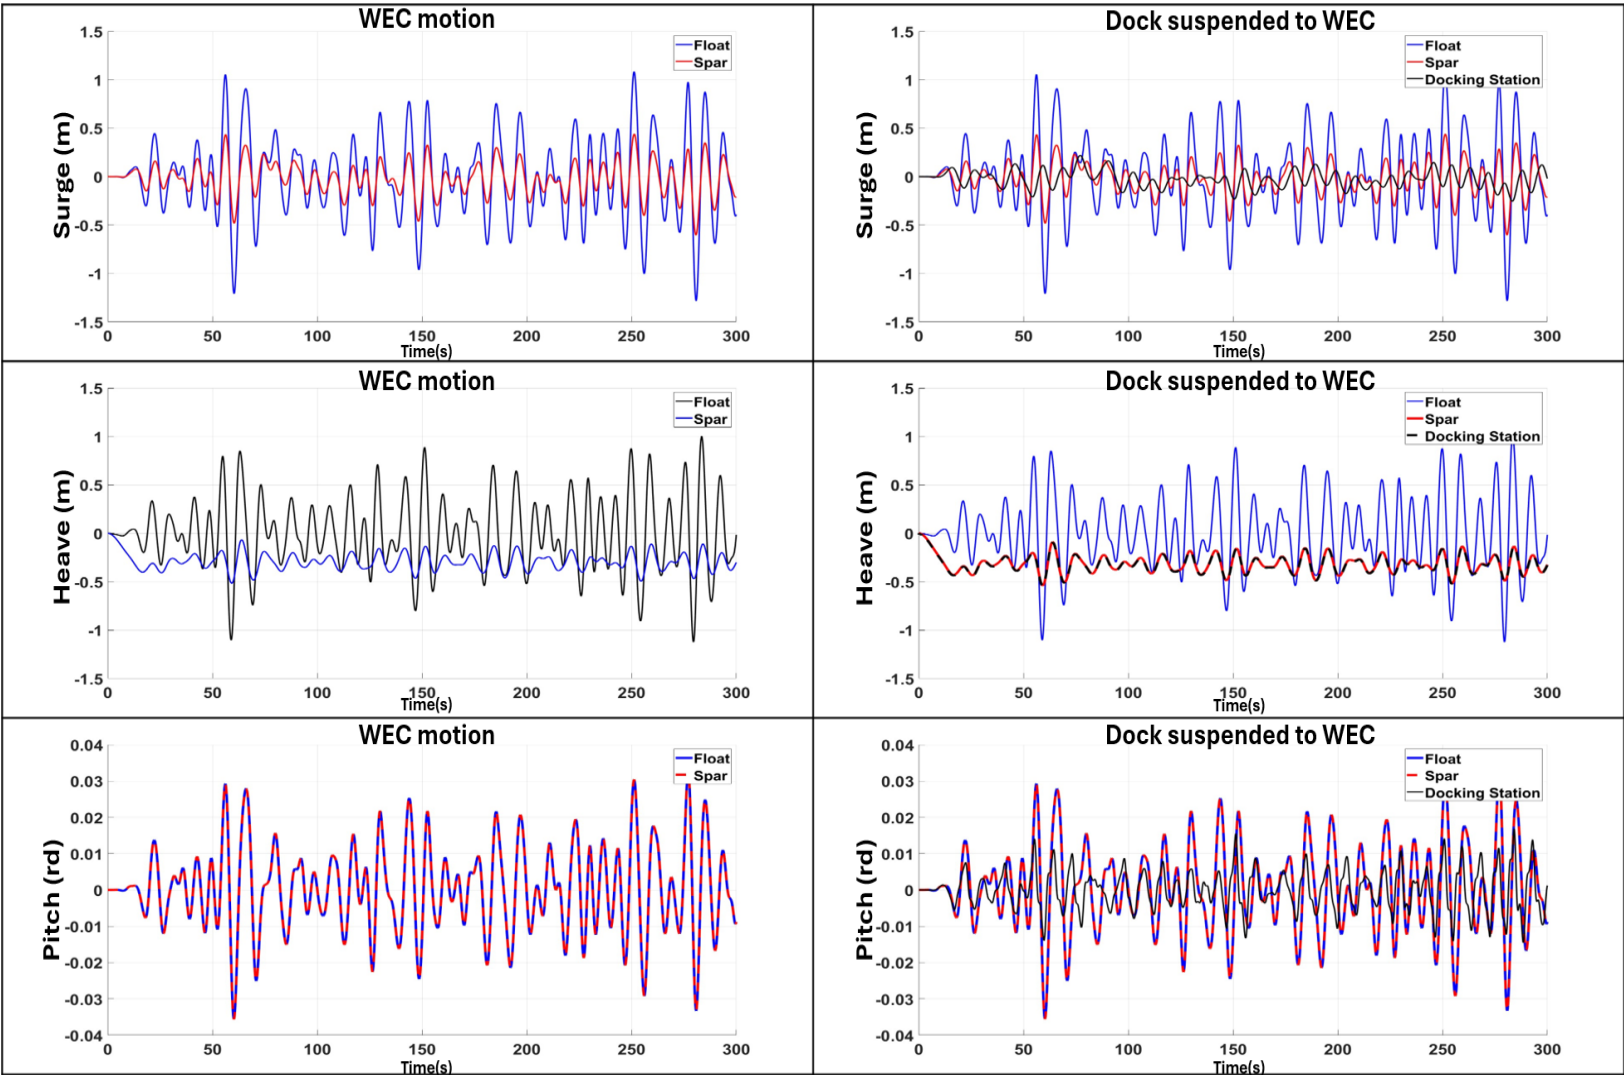 WEC motion
1.5
1
0.5
0
-0.5
-1
-1.5
Surge (m)
0 50 100 150 200 250 300
Time(s)
Float
Spar
Dock suspended to WEC
1.5
1
0.5
0
-0.5
-1
-1.5
Surge (m)
0 50 100 150 200 250 300
Time(s)
Float
Spar
Docking Station
WEC motion
1.5
1
0.5
0
-0.5
-1
-1.5
Heave (m)
0 50 100 150 200 250 300
Time(s)
Float
Spar
Dock suspended to WEC
1.5
1
0.5
0
-0.5
-1
-1.5
Heave (m)
0 50 100 150 200 250 300
Time(s)
Float
Spar
Docking Station
WEC motion
0.04
0.03
0.02
0.01
0
-0.01
-0.02
-0.03
-0.04
Pitch (rd)
0 50 100 150 200 250 300
Time(s)
Float
Spar
Dock suspended to WEC
0.04
0.03
0.02
0.01
0
-0.01
-0.02
-0.03
-0.04
Pitch (rd)
0 50 100 150 200 250 300
Time(s)
Float
Spar
Docking Station